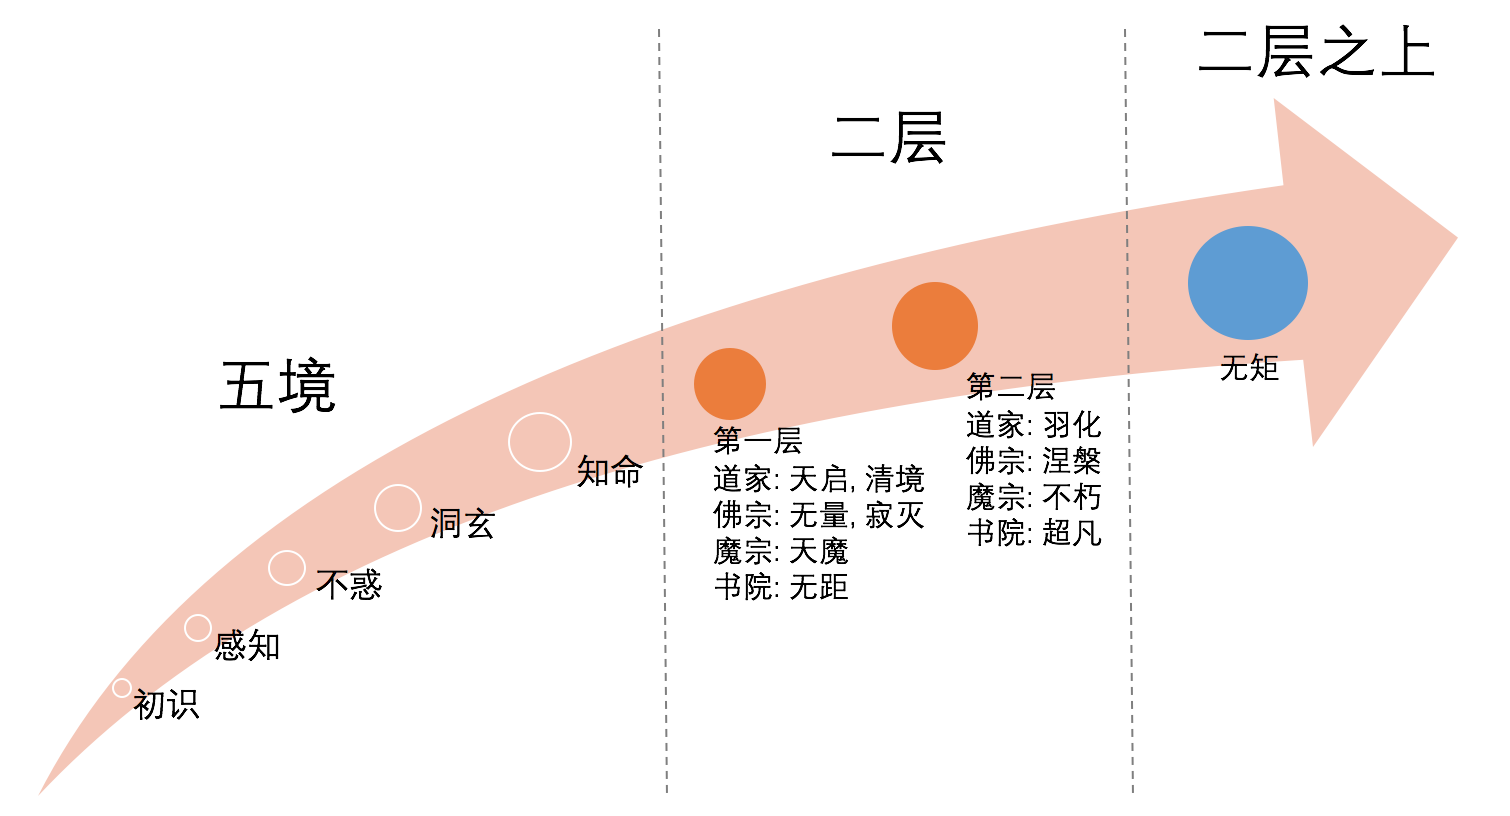 二层之上
二层
五境
无矩
第二层
道家: 羽化
佛宗: 涅槃
魔宗: 不朽
书院: 超凡
第一层
道家: 天启, 清境
佛宗: 无量, 寂灭
魔宗: 天魔
书院: 无距
知命
洞玄
不惑
感知
初识